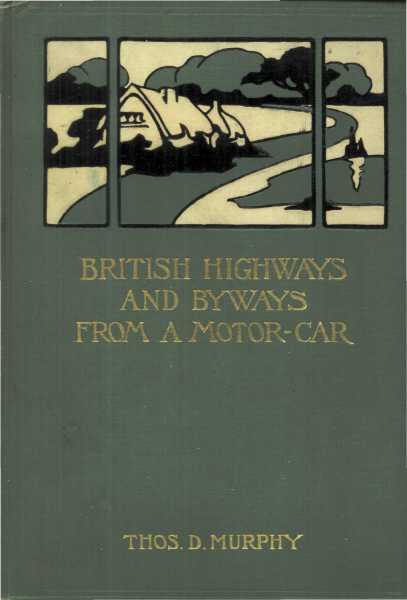 BRITISH HIGHWAYS
AND BYWAYS
FROM A MOTOR-CAR
THOS. D. MURPHY